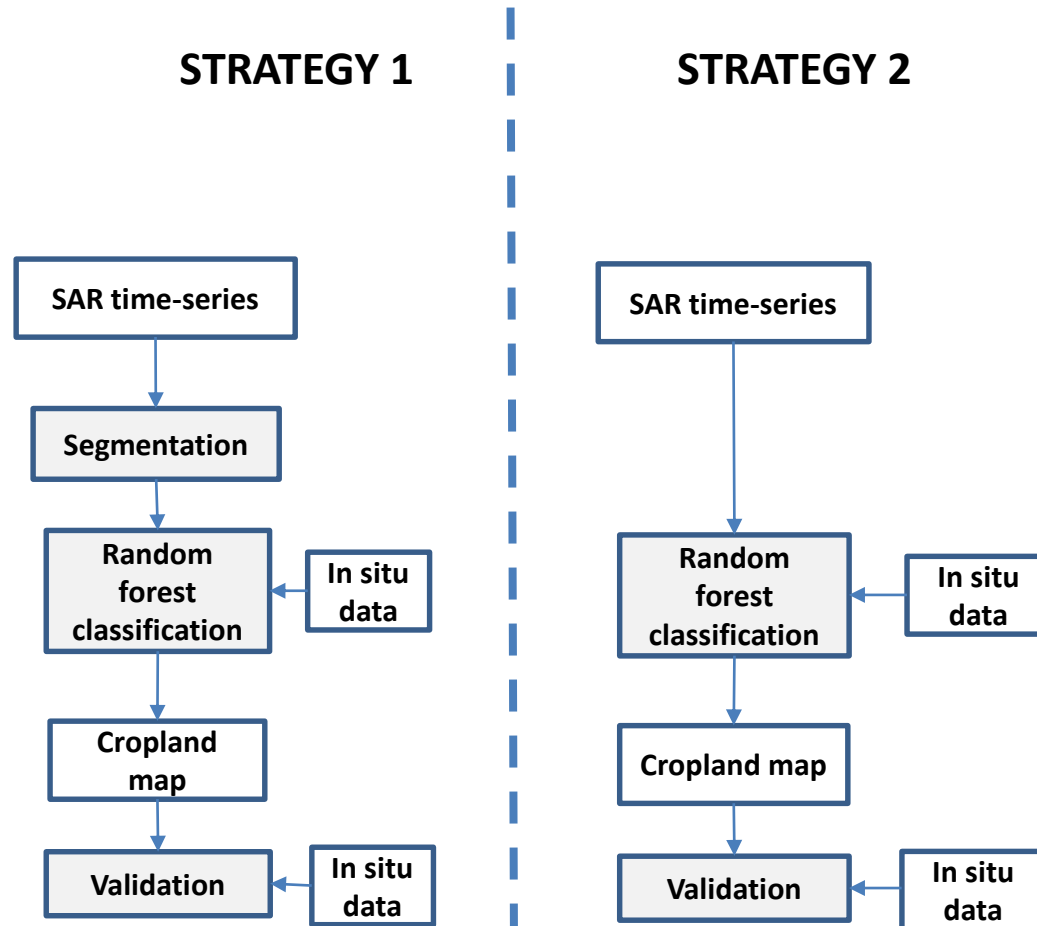 STRATEGY 1
SAR time-series
Segmentation
Random
forest
classification
In situ
data
Cropland
map
Validation
In situ
data
STRATEGY 2
SAR time-series
Random
forest
classification
In situ
data
Cropland map
Validation
In situ
data